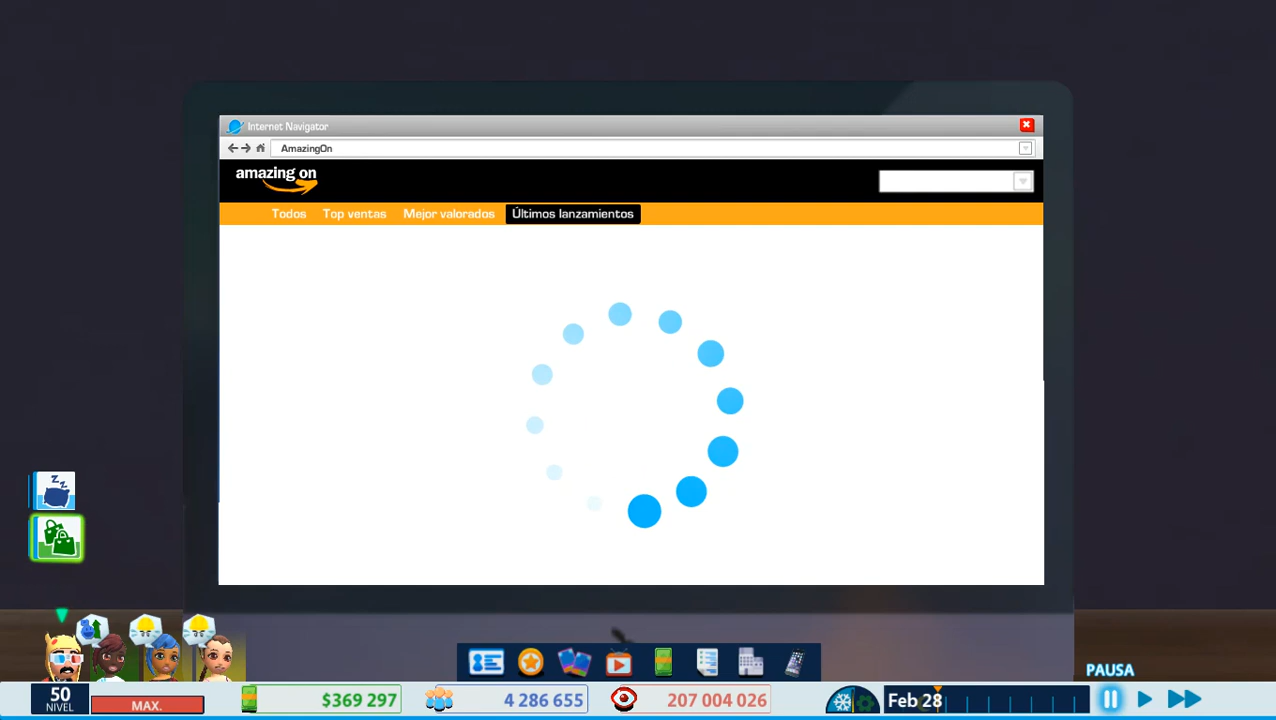 Internet Navigator
AmazingOn
amazing on
Todos Top ventas Mejor valorados Últimos lanzamientos
zz
PAUSA
50 NIVEL MAX. $369 297 4 286 655 207 004 026 Feb 28